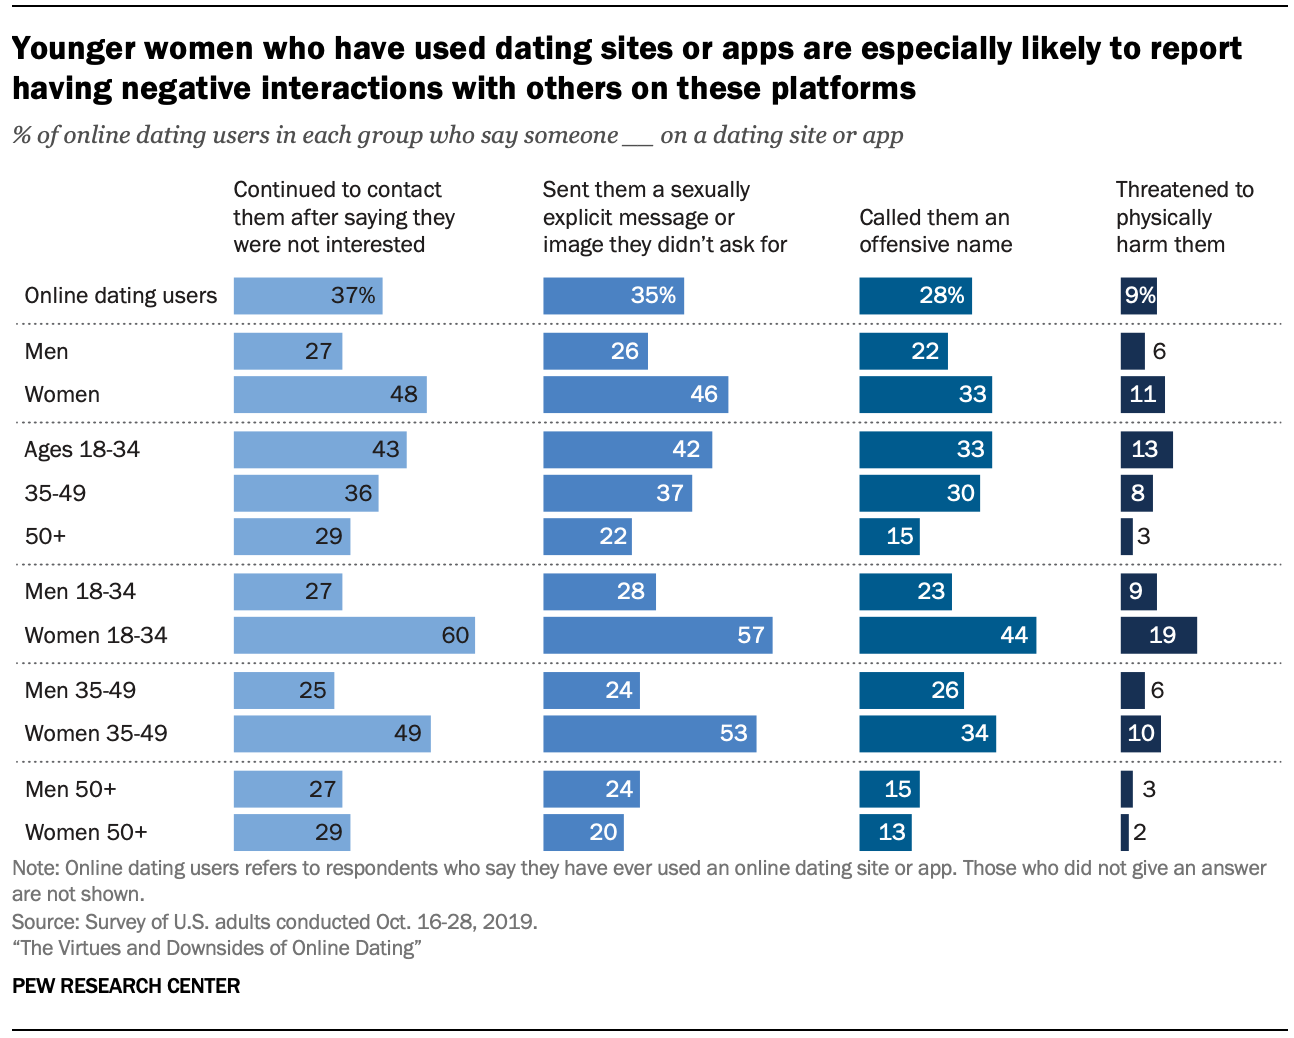 Younger women who have used dating sites or apps are especially likely to report
having negative interactions with others on these platforms
% of online dating users in each group who say someone __ on a dating site or app
Continued to contact
them after saying they
were not interested
Sent them a sexually
explicit message or
image they didn't ask for
Called them an
offensive name
Threatened to
physically
harm them
Online dating users 37% 35% 28% 9%
Men 27 26 22 6
Women 48 46 33 11
Ages 18-34 43 42 33 13
35-49 36 37 30 8
50+ 29 22 15 3
Men 18-34 27 28 23 9
Women 18-34 60 57 44 19
Men 35-49 25 24 26 6
Women 35-49 49 53 34 10
Men 50+ 27 24 15 3
Women 50+ 29 20 13 2
Note: Online dating users refers to respondents who say they have ever used an online dating site or app. Those who did not give an answer
are not shown.
Source: Survey of U.S. adults conducted Oct. 16-28, 2019.
“The Virtues and Downsides of Online Dating”
PEW RESEARCH CENTER